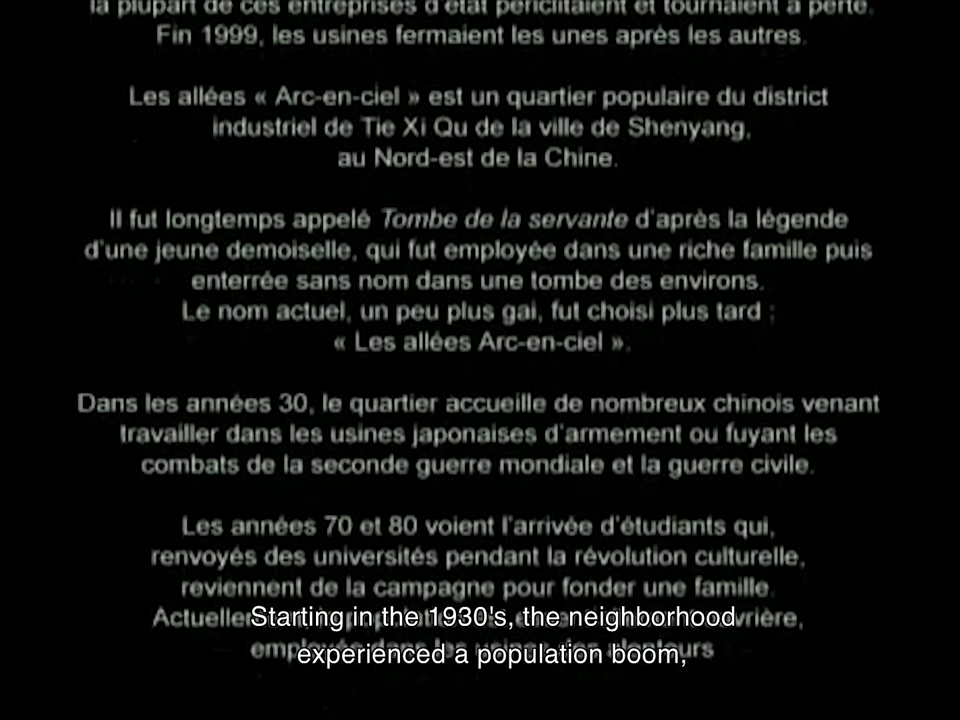 la plupart de ces entreprises d'état périclitaient et tournaient à perte.
Fin 1999, les usines fermaient les unes après les autres.
Les allées « Arc-en-ciel » est un quartier populaire du district
industriel de Tie Xi Qu de la ville de Shenyang,
au Nord-est de la Chine.
Il fut longtemps appelé Tombe de la servante d'après la légende
d'une jeune demoiselle, qui fut employée dans une riche famille puis
enterrée sans nom dans une tombe des environs.
Le nom actuel, un peu plus gai, fut choisi plus tard ;
« Les allées Arc-en-ciel ».
Dans les années 30, le quartier accueille de nombreux chinois venant
travailler dans les usines japonaises d'armement ou fuyant les
combats de la seconde guerre mondiale et la guerre civile.
Les années 70 et 80 voient l'arrivée d'étudiants qui,
renvoyés des universités pendant la révolution culturelle,
reviennent de la campagne pour fonder une famille.
Starting in the 1930's, the neighborhood
experienced a population boom,